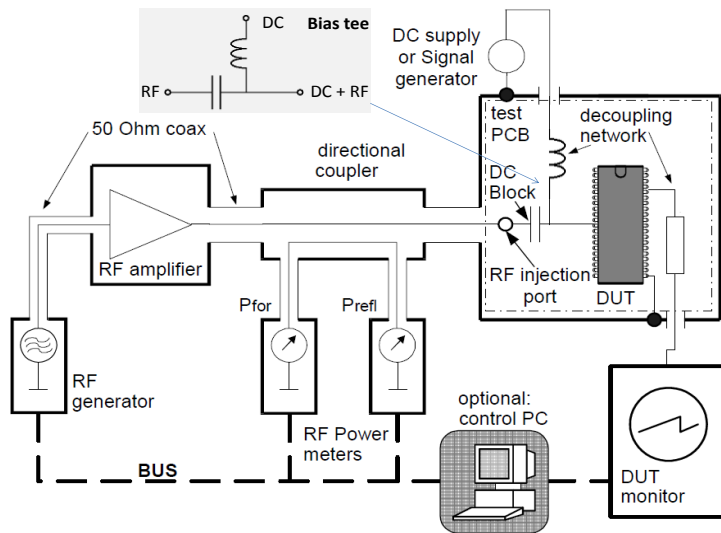 DC
Bias tee
RF
DC + RF
DC supply
or Signal
generator
50 Ohm coax
directional
coupler
test
PCB
decoupling
network
DC
Block
RF amplifier
RF injection
port
DUT
Pfor
Prefl
RF
generator
RF Power
meters
optional:
control PC
BUS
DUT
monitor